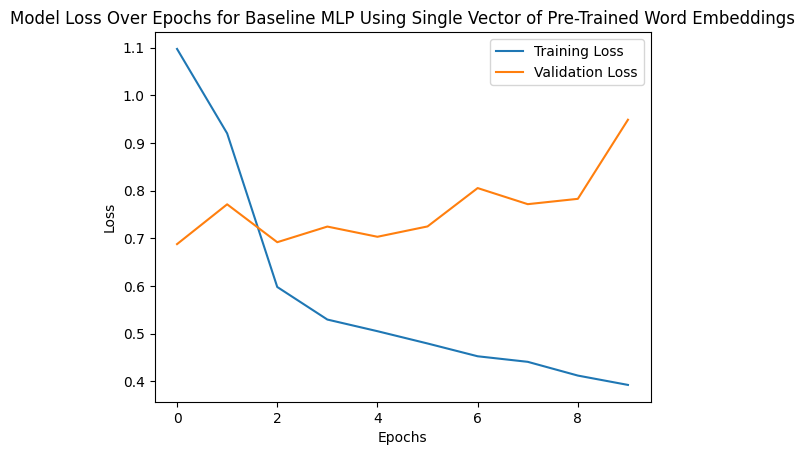 Model Loss Over Epochs for Baseline MLP Using Single Vector of Pre-Trained Word Embeddings
Training Loss
Validation Loss
1.1
1.0
0.9
0.8
0.7
0.6
0.5
0.4
Loss
0 2 4 6 8
Epochs